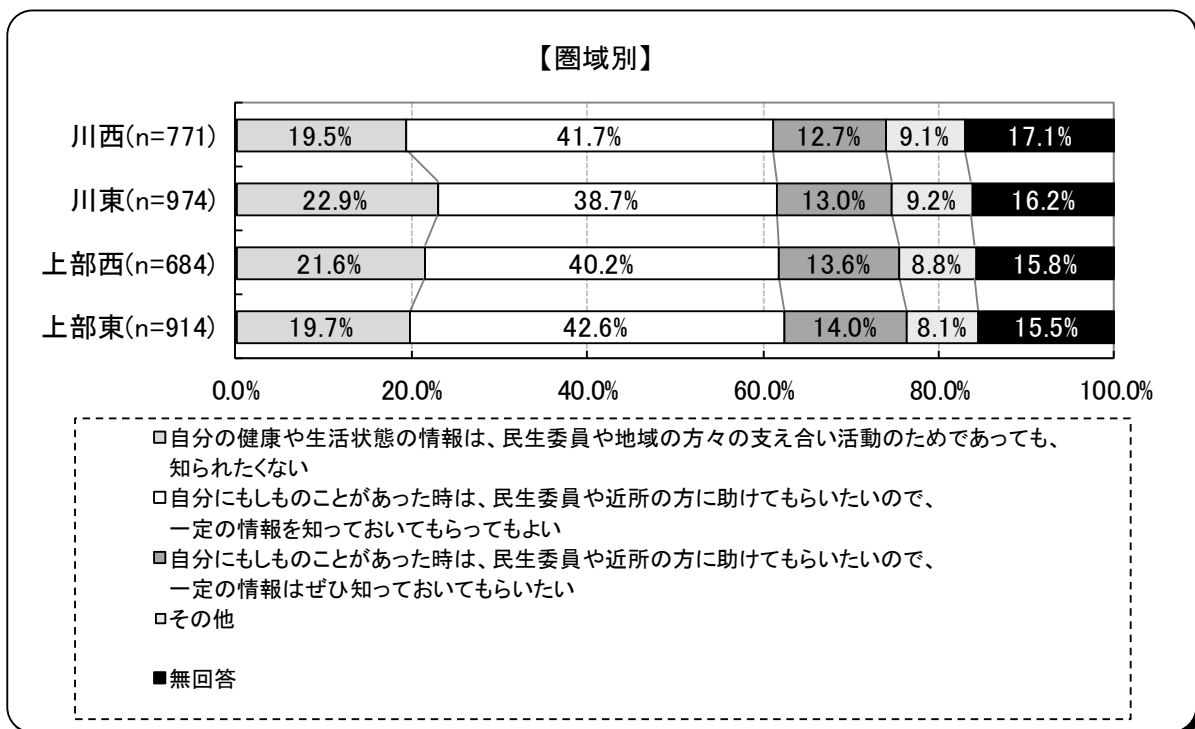 【圏域別】
川西(n=771) 19.5% 41.7% 12.7% 9.1% 17.1%
川東(n=974) 22.9% 38.7% 13.0% 9.2% 16.2%
上部西(n=684) 21.6% 40.2% 13.6% 8.8% 15.8%
上部東(n=914) 19.7% 42.6% 14.0% 8.1% 15.5%
0.0% 20.0% 40.0% 60.0% 80.0% 100.0%
自分の健康や生活状態の情報は、民生委員や地域の方々の支え合い活動のためであっても、
知られたくない
自分にもしものことがあった時は、民生委員や近所の方に助けてもらいたいので、
一定の情報を知っておいてもらってもよい
自分にもしものことがあった時は、民生委員や近所の方に助けてもらいたいので、
一定の情報はぜひ知っておいてもらいたい
その他
無回答